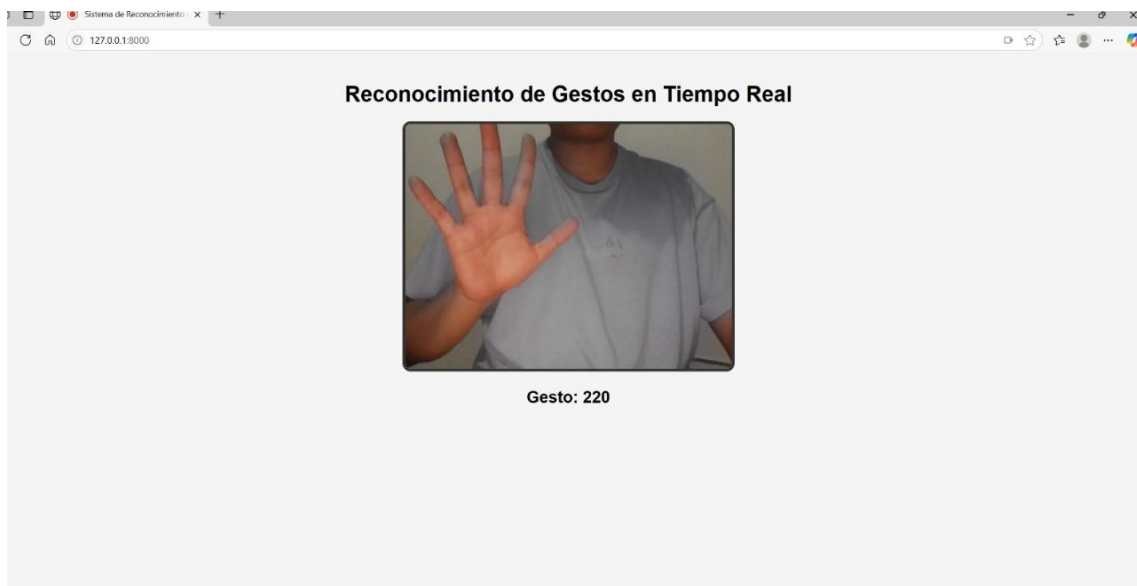 Sistema de Reconocimiento
127.0.0.1:8000
Reconocimiento de Gestos en Tiempo Real
Gesto: 220